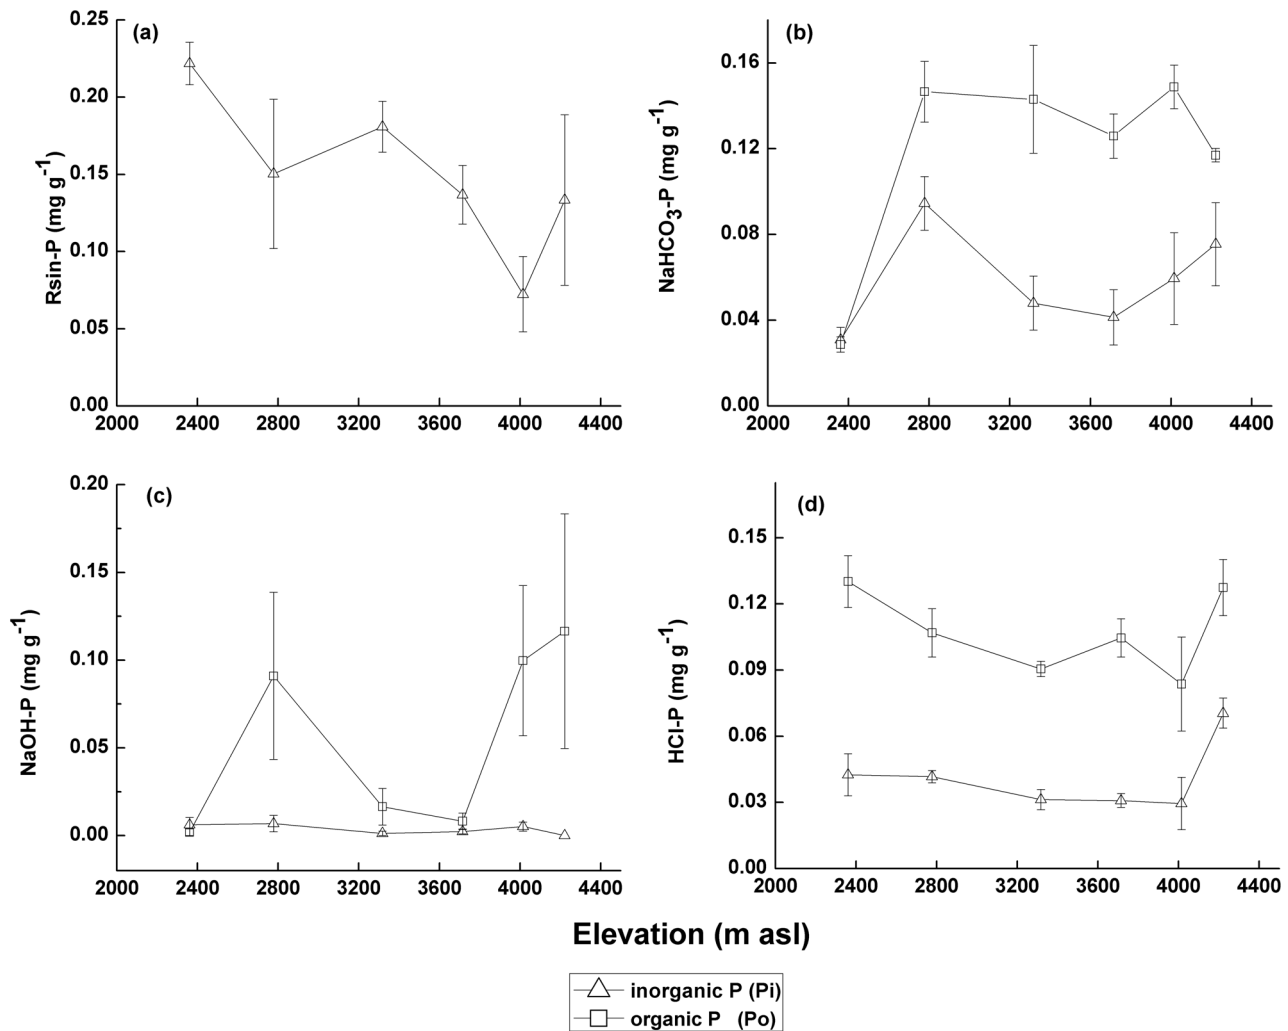 (a)
0.25
0.20
0.15
0.10
0.05
0.00
Rsin-P (mg g⁻¹)
2000 2400 2800 3200 3600 4000 4400
(b)
0.16
0.12
0.08
0.04
0.00
NaHCO₃-P (mg g⁻¹)
2000 2400 2800 3200 3600 4000 4400
(c)
0.20
0.15
0.10
0.05
0.00
NaOH-P (mg g⁻¹)
2000 2400 2800 3200 3600 4000 4400
(d)
0.15
0.12
0.09
0.06
0.03
0.00
HCl-P (mg g⁻¹)
2000 2400 2800 3200 3600 4000 4400
Elevation (m asl)
inorganic P (Pi)
organic P (Po)